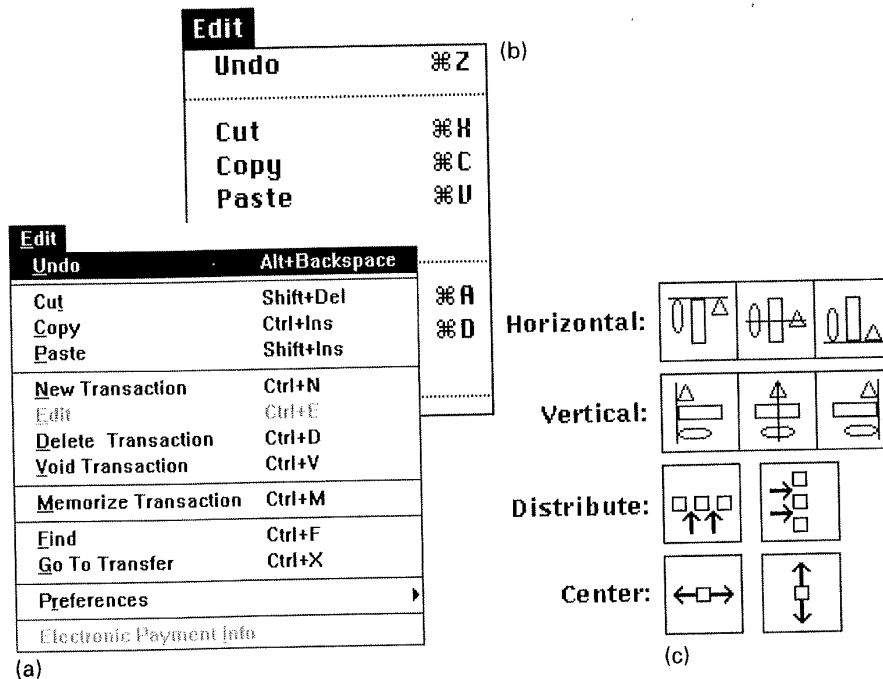 Edit
Undo ⌘Z
Cut ⌘X
Copy ⌘C
Paste ⌘V
⌘A
⌘D
(b)
Edit
Undo Alt+Backspace
Cut Shift+Del
Copy Ctrl+Ins
Paste Shift+Ins
New Transaction Ctrl+N
Edit Ctrl+E
Delete Transaction Ctrl+D
Void Transaction Ctrl+V
Memorize Transaction Ctrl+M
Find Ctrl+F
Go To Transfer Ctrl+X
Preferences
Electronic Payment Info
(a)
Horizontal:
Vertical:
Distribute:
Center:
(c)